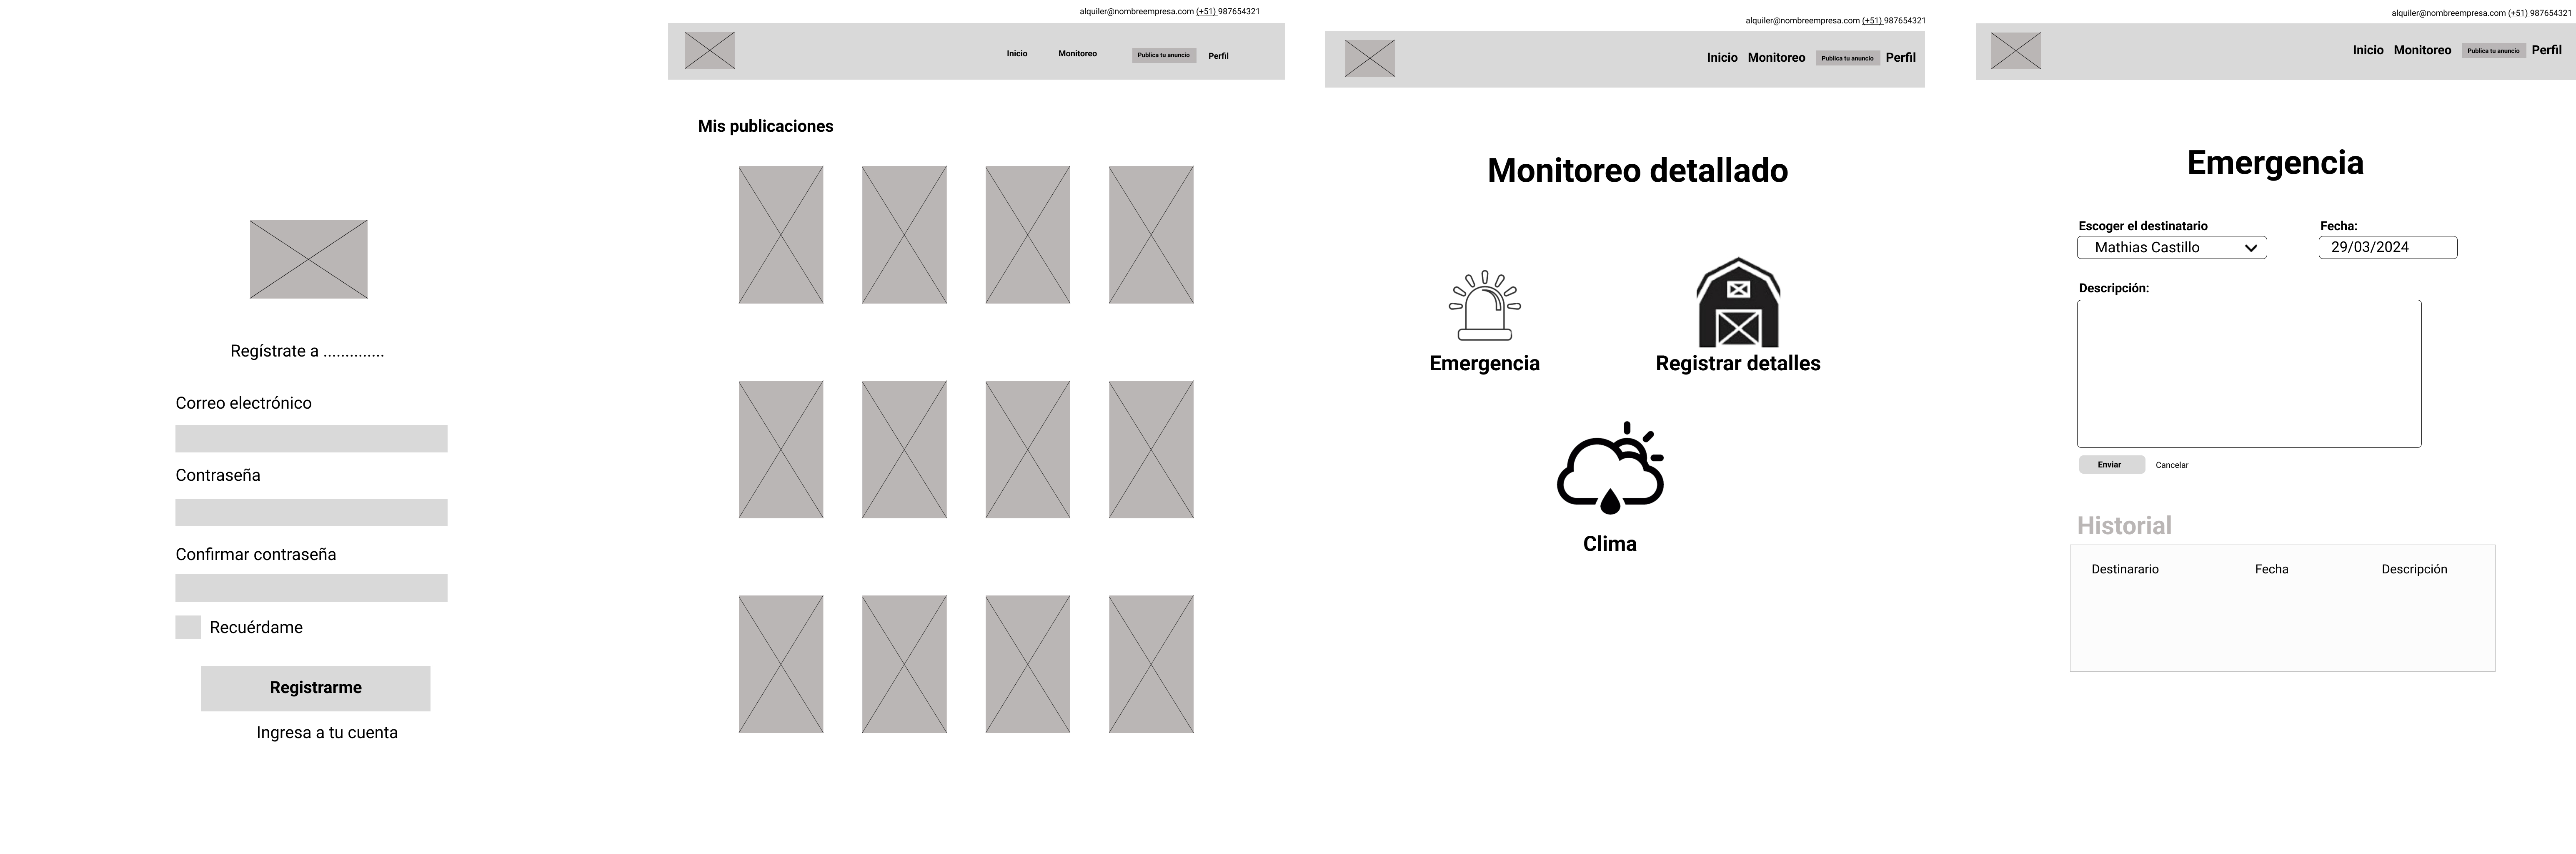 Regístrate a ..............
Correo electrónico
Contraseña
Confirmar contraseña
Recuérdame
Registrarme
Ingresa a tu cuenta
alquiler@nombreempresa.com (+51) 987654321
Inicio Monitoreo Publica tu anuncio Perfil
Mis publicaciones
alquiler@nombreempresa.com (+51) 987654321
Inicio Monitoreo Publica tu anuncio Perfil
Monitoreo detallado
Emergencia Registrar detalles
Clima
alquiler@nombreempresa.com (+51) 987654321
Inicio Monitoreo Publica tu anuncio Perfil
Emergencia
Escoger el destinatario Fecha:
Mathias Castillo 29/03/2024
Descripción:
Enviar Cancelar
Historial
Destinarario Fecha Descripción